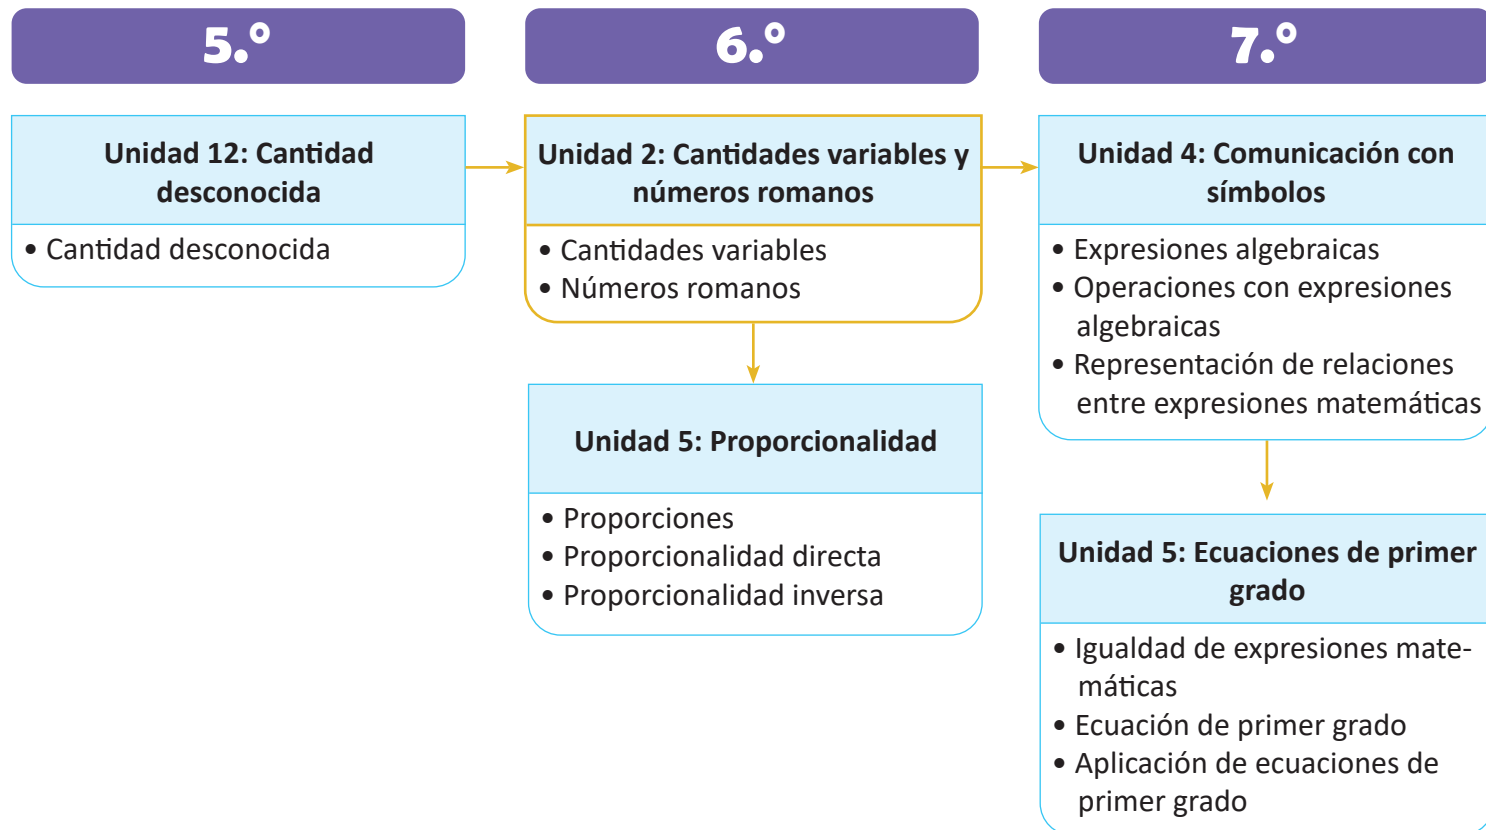 5.º
6.º
7.º
Unidad 12: Cantidad
desconocida
• Cantidad desconocida
Unidad 2: Cantidades variables y
números romanos
• Cantidades variables
• Números romanos
Unidad 5: Proporcionalidad
• Proporciones
• Proporcionalidad directa
• Proporcionalidad inversa
Unidad 4: Comunicación con
símbolos
• Expresiones algebraicas
• Operaciones con expresiones
algebraicas
• Representación de relaciones
entre expresiones matemáticas
Unidad 5: Ecuaciones de primer
grado
• Igualdad de expresiones mate-
máticas
• Ecuación de primer grado
• Aplicación de ecuaciones de
primer grado